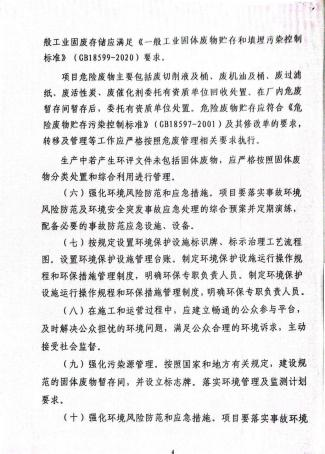 般工业固废存储应满足《一般工业固体废物贮存和填埋污染控制
标准》（GB18599-2020）要求。
项目危险废物主要包括废切削液及桶、废机油及桶、废过滤
纸、废活性炭、废催化剂委托有资质单位回收处置。在厂内危废
暂存间暂存后，委托有资质单位处置。危险废物贮存应符合《危
险废物贮存污染控制标准》（GB18597-2001）及其修改单的要求，
转移及管理等工作应严格按照危废管理相关要求执行。
生产中若产生环评文件未包括固体废物，应严格按照固体废
物分类处置和综合利用进行管理。
（六）强化环境风险防范和应急措施。项目要落实事故环境
风险防范及环境安全突发事故应急处理的综合预案并定期演练，
配备必要的事故防范应急设施、设备。
（七）按规定设置环境保护设施标识牌、标示治理工艺流程
图。设置环境保护设施管理台账。制定环境保护设施运行操作规
程和环保措施管理制度，明确环保专职负责人员。制定环境保护
设施运行操作规程和环保措施管理制度，明确环保专职负责人员。
（八）在施工和运营过程中，应建立畅通的公众参与平台，
及时解决公众担忧的环境问题，满足公众合理的环境诉求，主动
接受社会监督。
（九）强化污染源管理。按照国家和地方有关规定，建设规
范的固体废物暂存间，并设立标志牌。落实环境管理及监测计划
要求。
（十）强化环境风险防范和应急措施。项目要落实事故环境
4